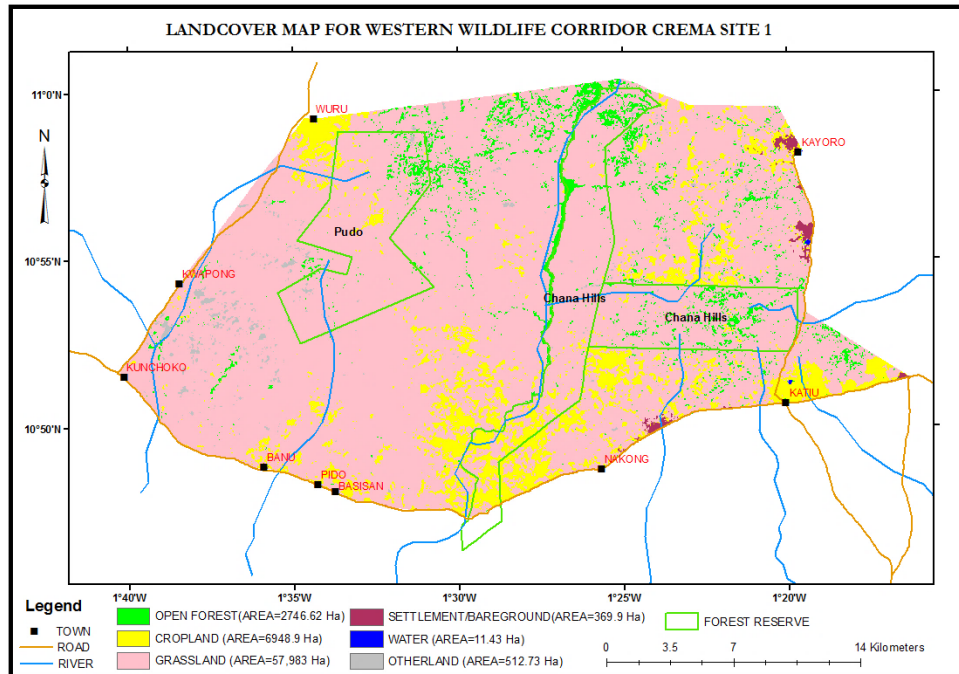 LANDCOVER MAP FOR WESTERN WILDLIFE CORRIDOR CREMA SITE 1
11°0'N
N
WURU
KAYORO
Pudo
10°55'N
KWAPONG
Chana Hills
Chana Hills
KUNCHOKO
KATIU
10°50'N
BANU
NAKONG
PIDO
BASISAN
1°40'W
1°35'W
1°30'W
1°25'W
1°20'W
Legend
TOWN
ROAD
RIVER
OPEN FOREST(AREA=2746.62 Ha)
CROPLAND (AREA=6948.9 Ha)
GRASSLAND (AREA=57,983 Ha)
SETTLEMENT/BAREGROUND(AREA=369.9 Ha)
WATER (AREA=11.43 Ha)
OTHERLAND (AREA=512.73 Ha)
FOREST RESERVE
0 3.5 7 14 Kilometers